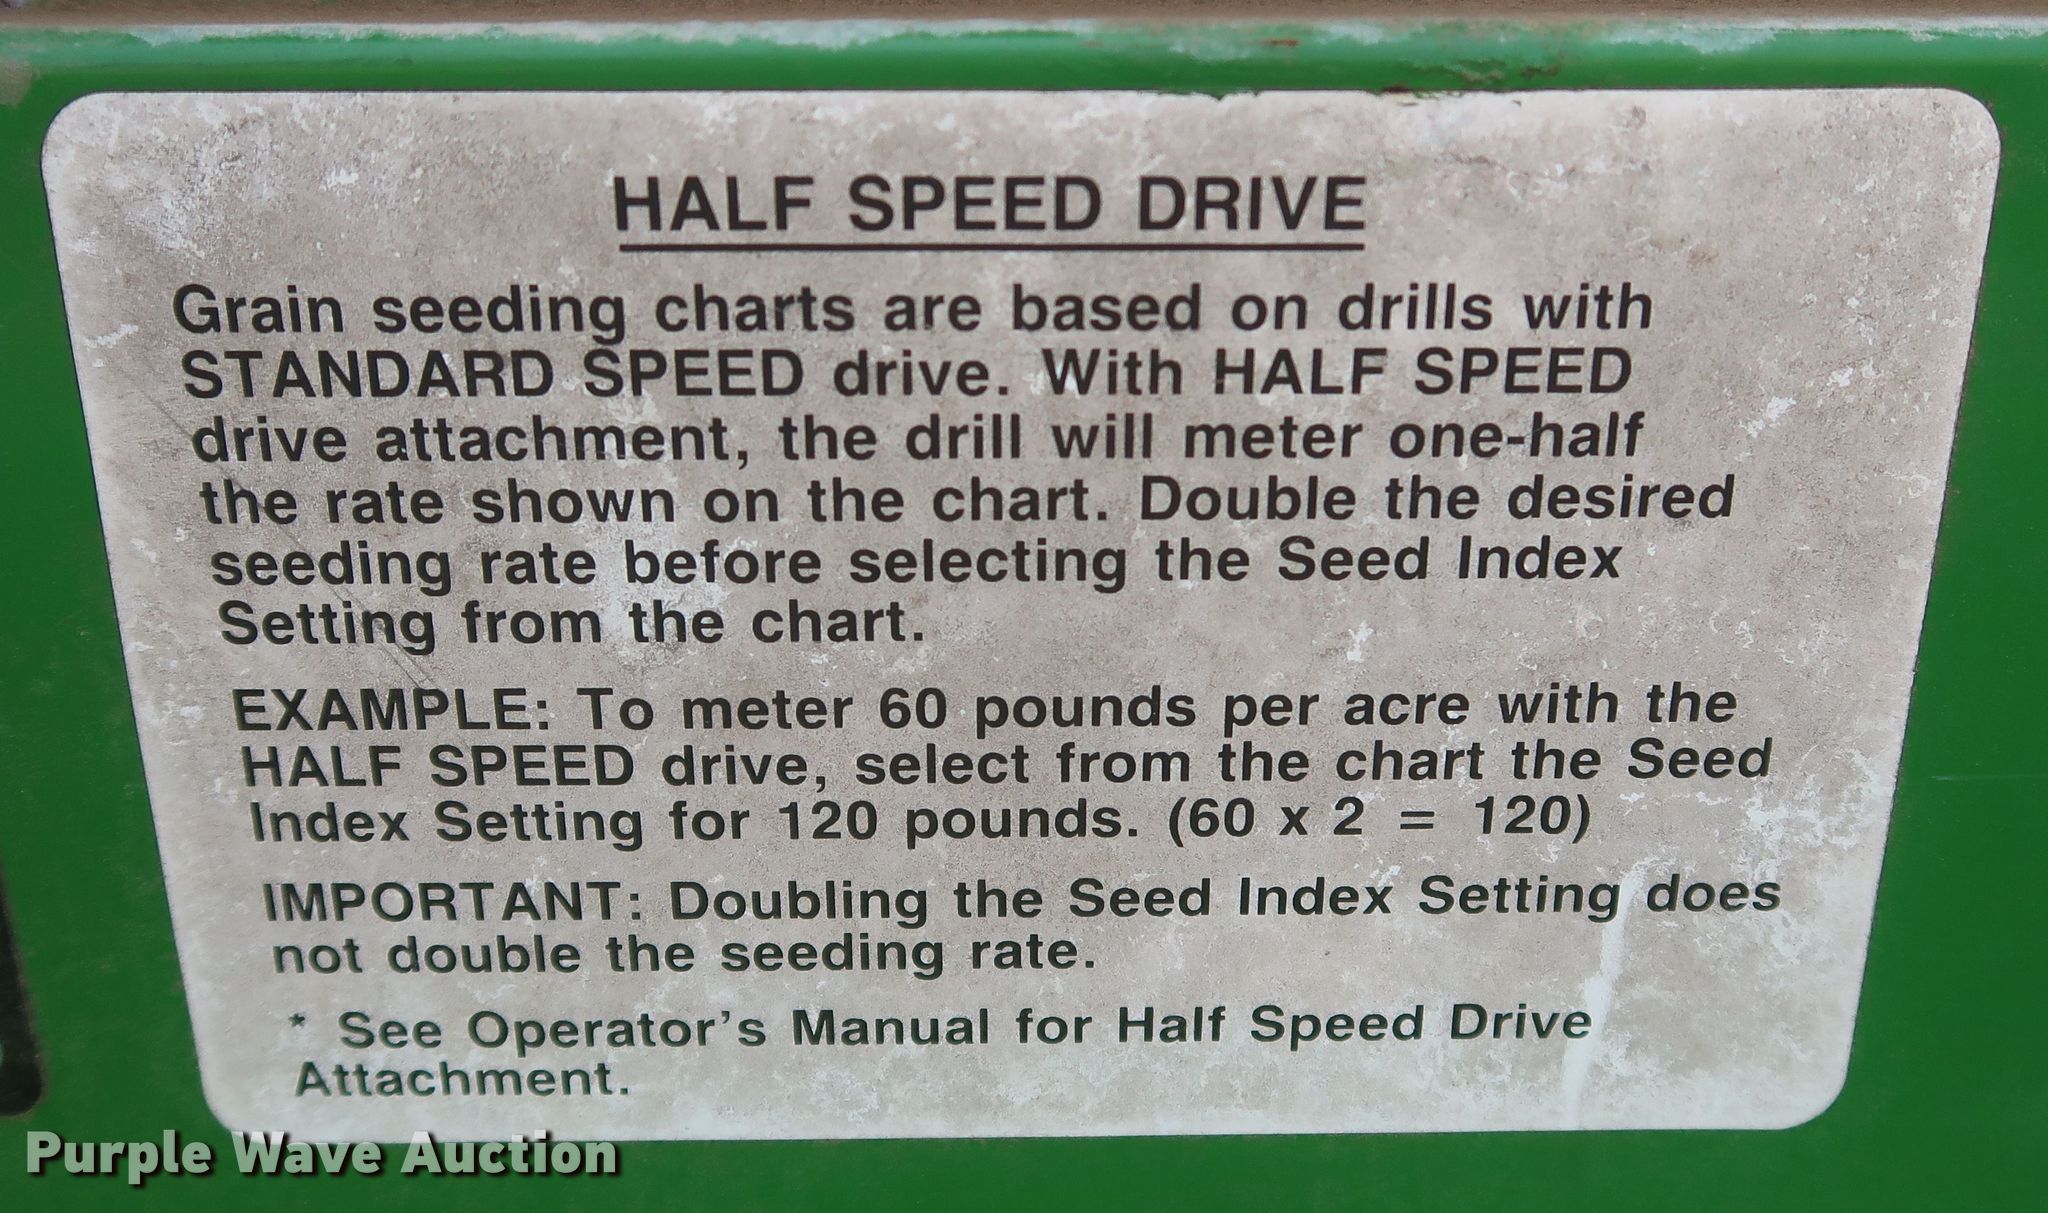 HALF SPEED DRIVE
Grain seeding charts are based on drills with
STANDARD SPEED drive. With HALF SPEED
drive attachment, the drill will meter one-half
the rate shown on the chart. Double the desired
seeding rate before selecting the Seed Index
Setting from the chart.
EXAMPLE: To meter 60 pounds per acre with the
HALF SPEED drive, select from the chart the Seed
Index Setting for 120 pounds. (60 x 2 = 120)
IMPORTANT: Doubling the Seed Index Setting does
not double the seeding rate.
* See Operator's Manual for Half Speed Drive
Attachment.
Purple Wave Auction